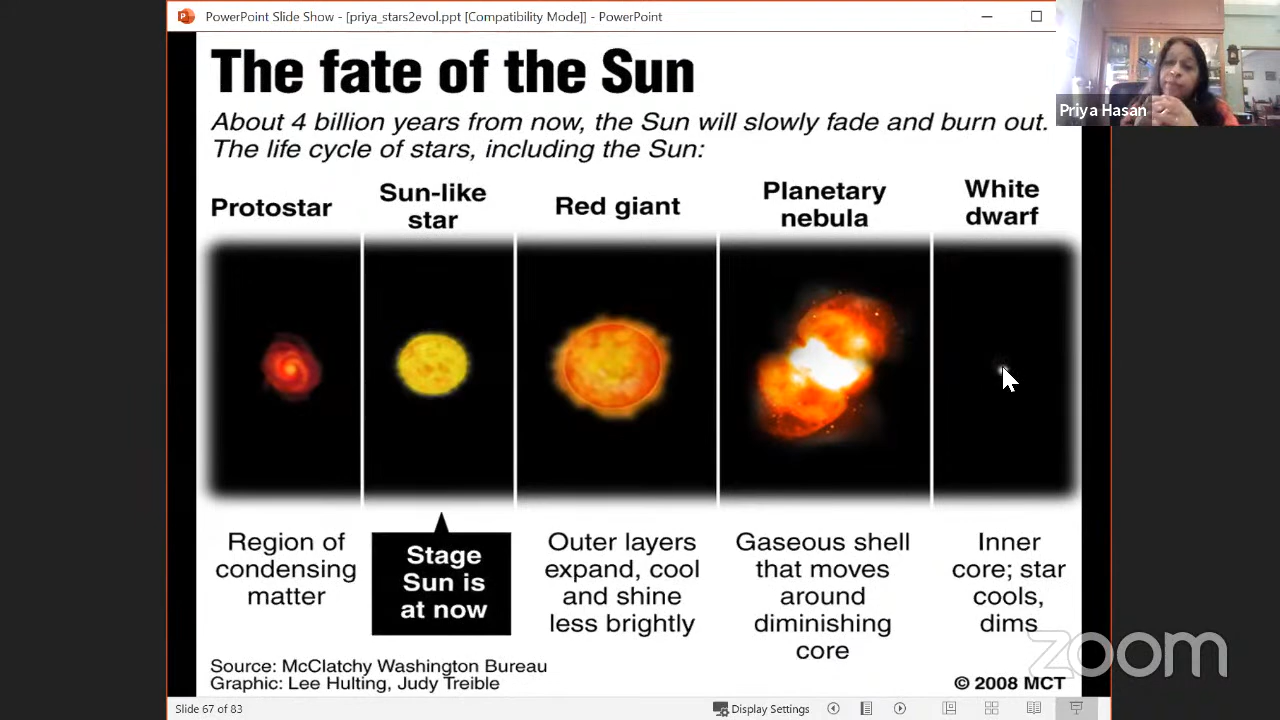 PowerPoint Slide Show - [priya_stars2evol.ppt [Compatibility Mode]] - PowerPoint
Priya Hasan
The fate of the Sun
About 4 billion years from now, the Sun will slowly fade and burn out.
The life cycle of stars, including the Sun:
Protostar
Sun-like
star
Red giant
Planetary
nebula
White
dwarf
Region of
condensing
matter
Stage
Sun is
at now
Outer layers
expand, cool
and shine
less brightly
Gaseous shell
that moves
around
diminishing
core
Inner
core; star
cools,
dims
Source: McClatchy Washington Bureau
Graphic: Lee Hulting, Judy Treible
© 2008 MCT
zoom
Slide 67 of 83
Display Settings